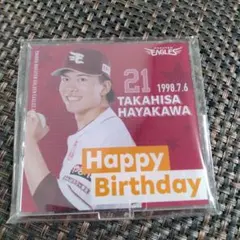 EAGLES
21 1998.7.6
TAKAHISA
HAYAKAWA
Happy
Birthday